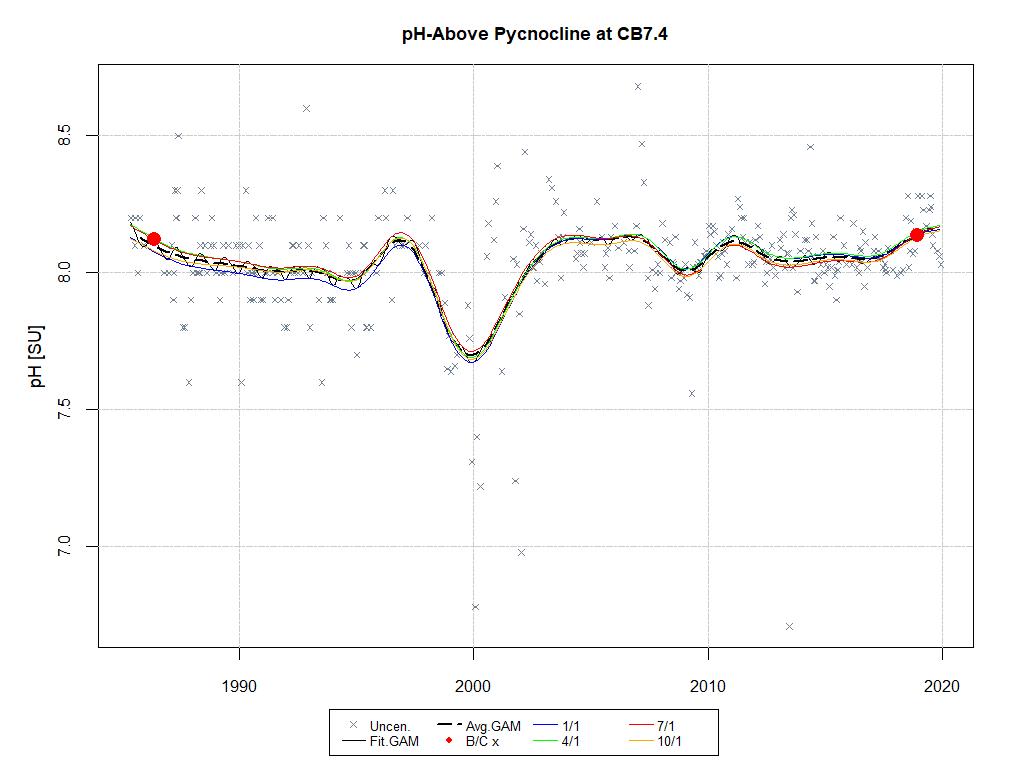 pH-Above Pycnocline at CB7.4
pH [SU]
8.5
8.0
7.5
7.0
1990 2000 2010 2020
Uncen. Avg.GAM 1/1 7/1
Fit.GAM B/C x 4/1 10/1